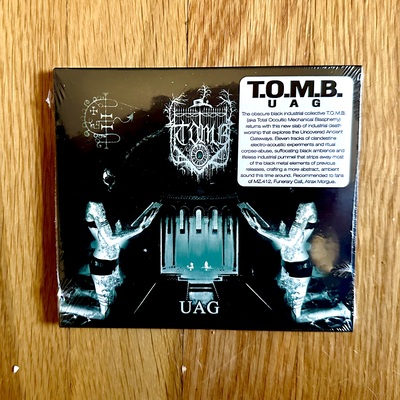 T.O.M.B.
U A G
The obscure black industrial collective T.O.M.B.
(aka Total Occultic Mechanical Blasphemy)
returns with this new slab of industrial death
worship that explores the Uncovered Ancient
Gateways. Eleven tracks of clandestine
electro-acoustic experiments and ritual
corpse-abuse, suffocating black ambience and
illness industrial pummel that strips away most
of the black metal elements of previous
releases, crafting a more abstract, ambient
sound this time around. Recommended to fans
of MZ.412, Funerary Call, Atrax Morgue.
T.O.M.B.
UAG